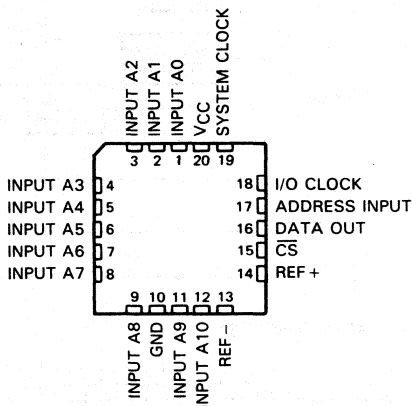 INPUT A2
INPUT A1
INPUT A0
VCC
SYSTEM CLOCK
3 2 1 20 19
INPUT A3 4
INPUT A4 5
INPUT A5 6
INPUT A6 7
INPUT A7 8
18 I/O CLOCK
17 ADDRESS INPUT
16 DATA OUT
15 C̅S̅
14 REF+
9 10 11 12 13
INPUT A8
GND
INPUT A9
INPUT A10
REF−